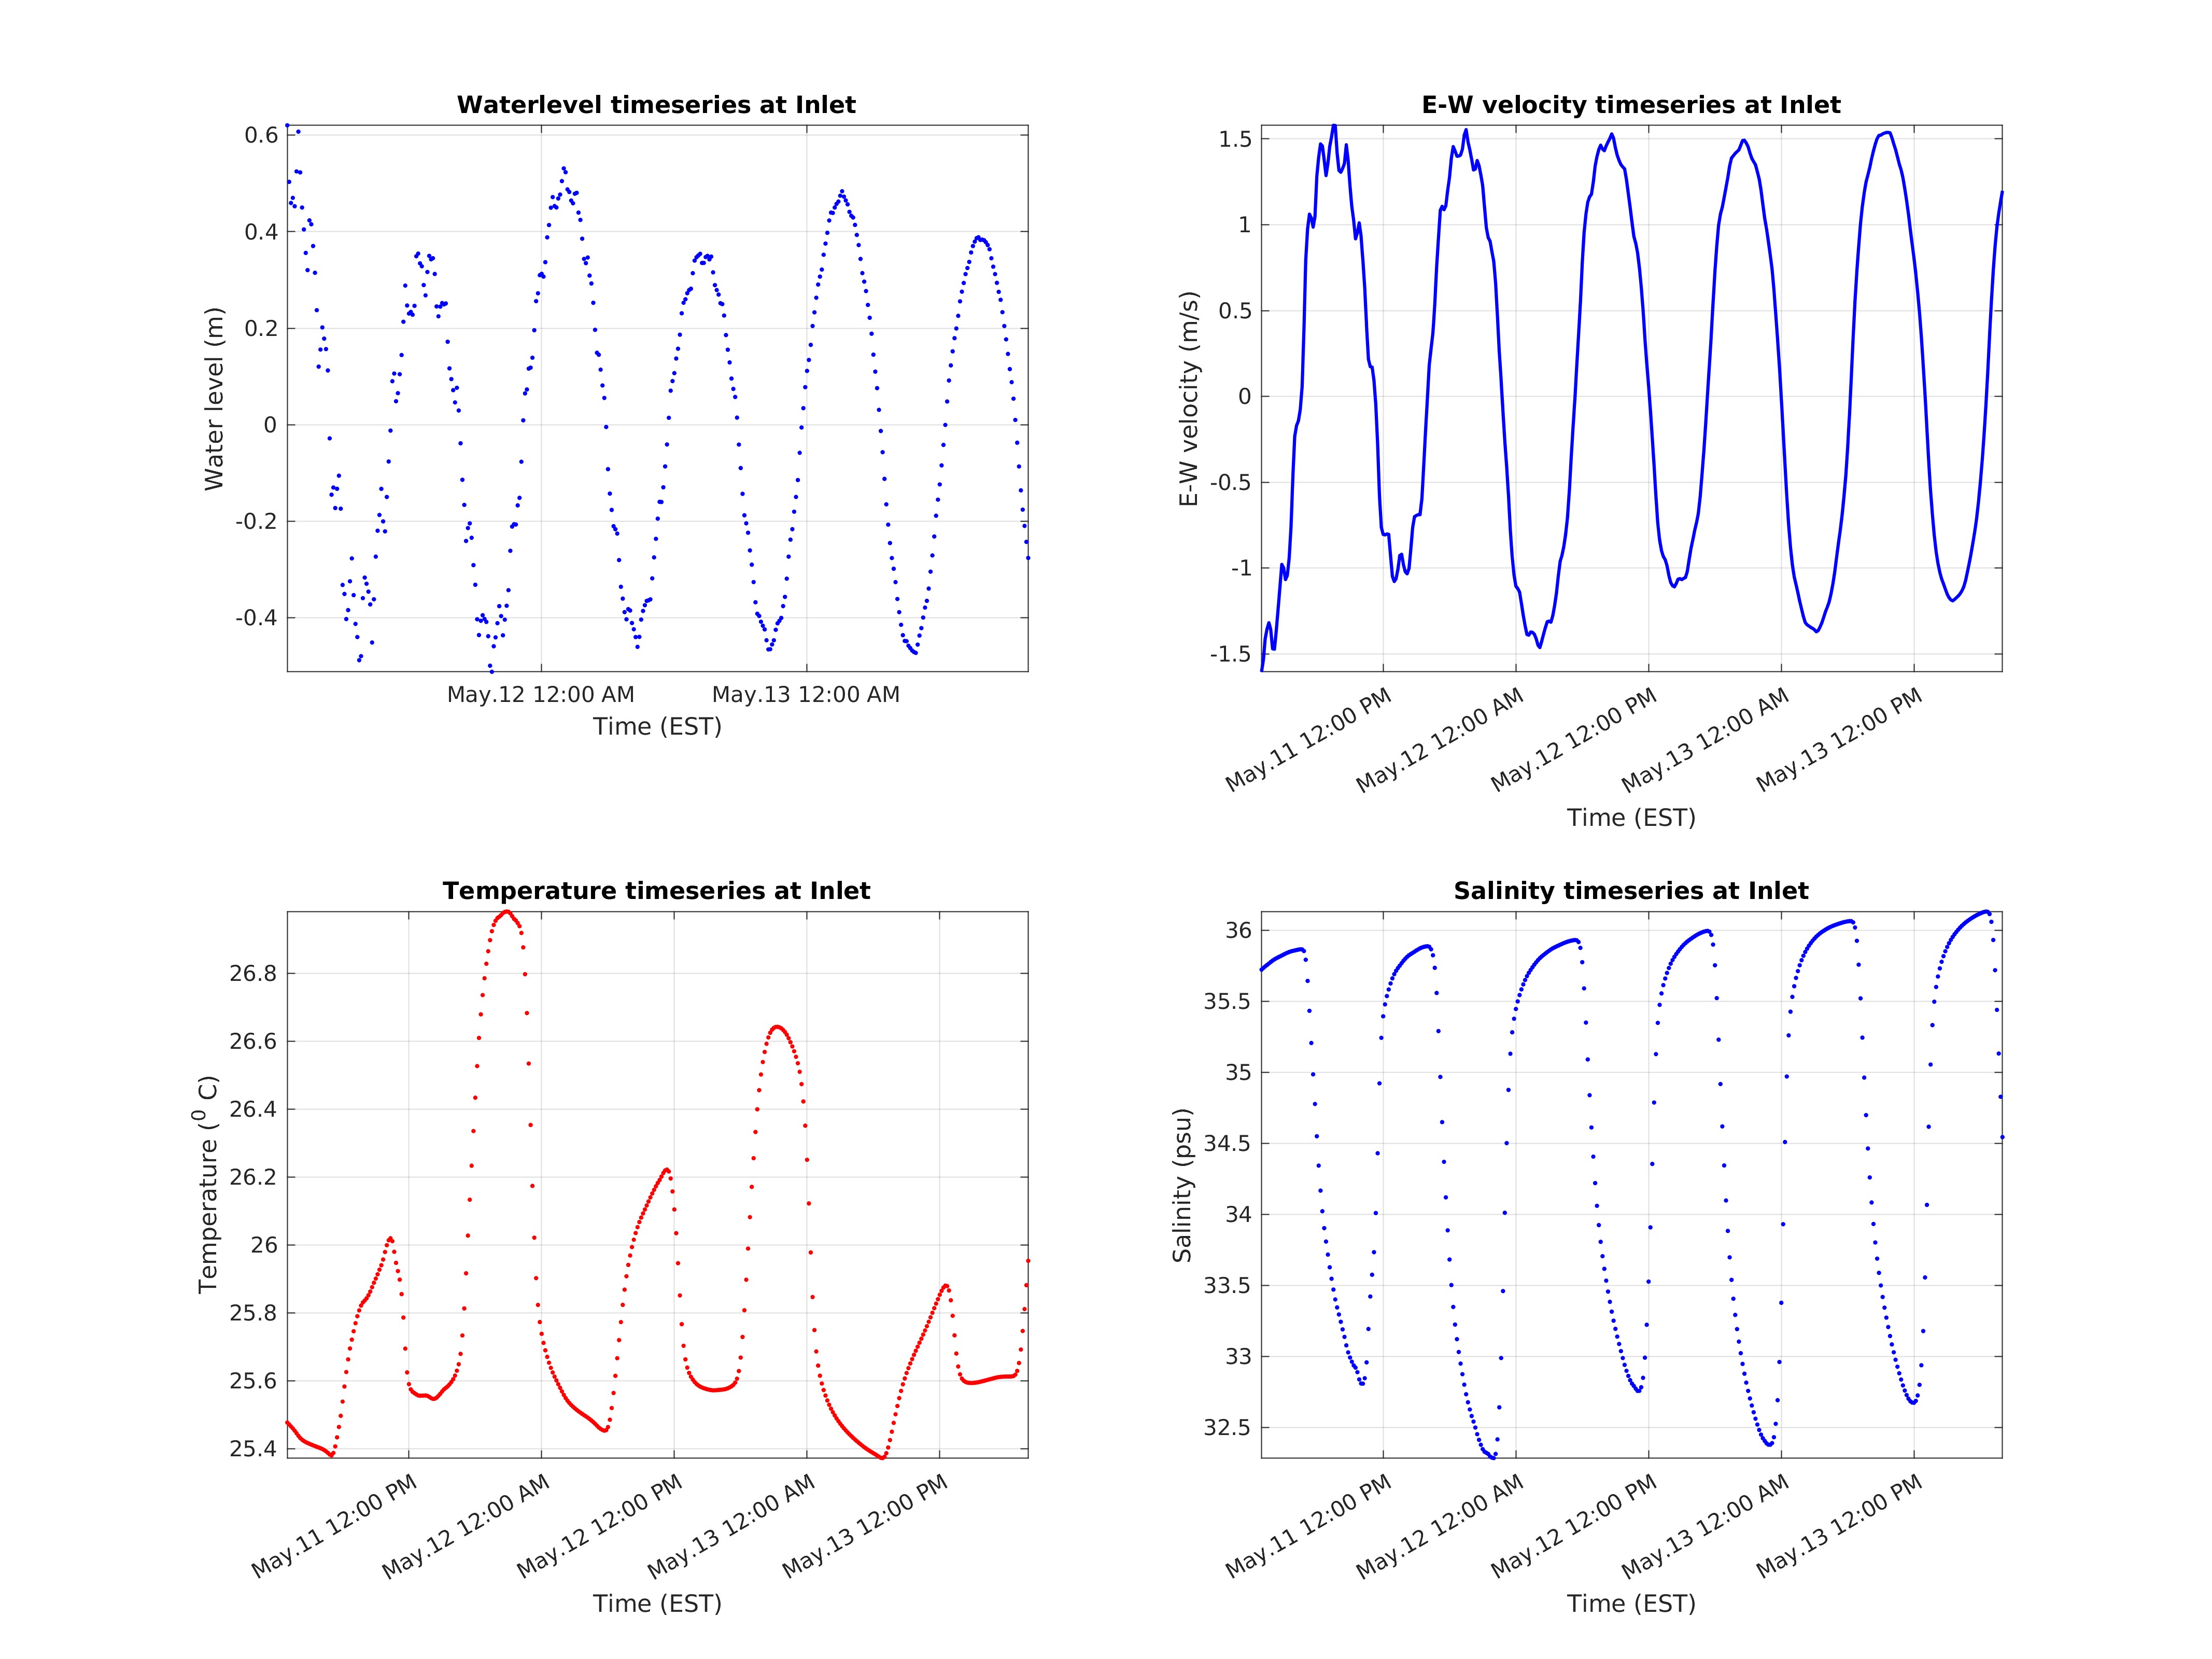 Waterlevel timeseries at Inlet
0.6
0.4
0.2
0
-0.2
-0.4
Water level (m)
May.12 12:00 AM
May.13 12:00 AM
Time (EST)
E-W velocity timeseries at Inlet
1.5
1
0.5
0
-0.5
-1
-1.5
E-W velocity (m/s)
May.11 12:00 PM
May.12 12:00 AM
May.12 12:00 PM
May.13 12:00 AM
May.13 12:00 PM
Time (EST)
Temperature timeseries at Inlet
26.8
26.6
26.4
26.2
26
25.8
25.6
25.4
Temperature (⁰ C)
May.11 12:00 PM
May.12 12:00 AM
May.12 12:00 PM
May.13 12:00 AM
May.13 12:00 PM
Time (EST)
Salinity timeseries at Inlet
36
35.5
35
34.5
34
33.5
33
32.5
Salinity (psu)
May.11 12:00 PM
May.12 12:00 AM
May.12 12:00 PM
May.13 12:00 AM
May.13 12:00 PM
Time (EST)